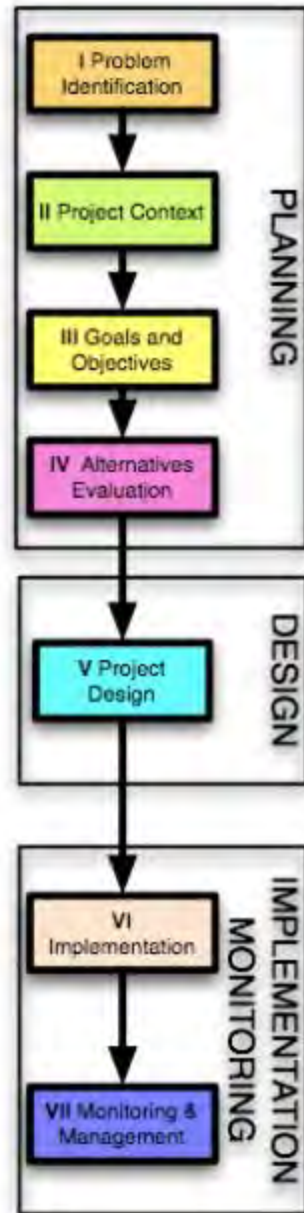 I Problem
Identification
II Project Context
III Goals and
Objectives
IV Alternatives
Evaluation
PLANNING
V Project
Design
DESIGN
VI
Implementation
VII Monitoring &
Management
IMPLEMENTATION
MONITORING